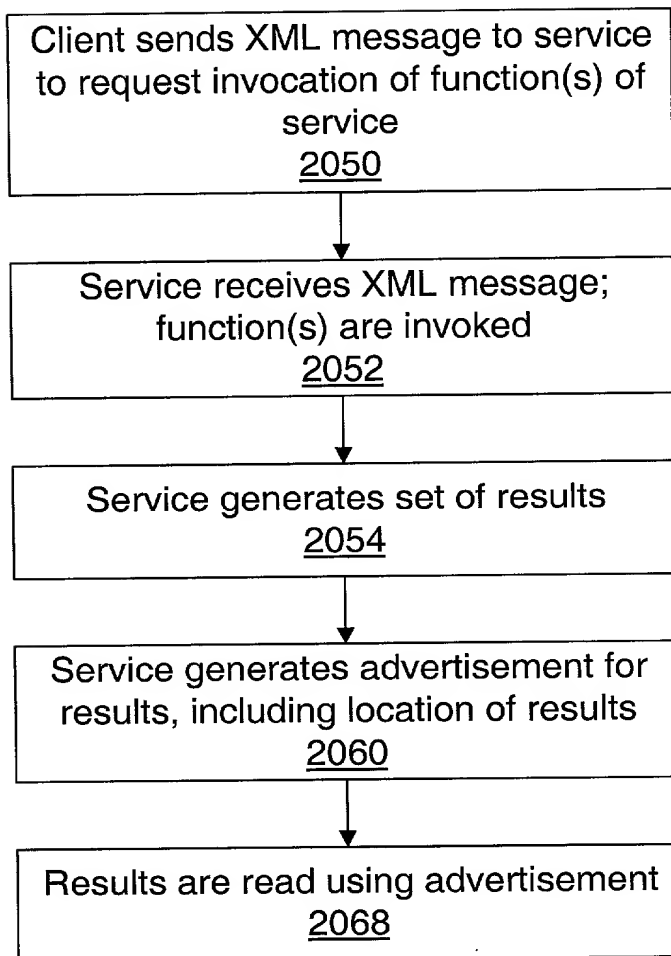 Client sends XML message to service
to request invocation of function(s) of
service
2050
Service receives XML message;
function(s) are invoked
2052
Service generates set of results
2054
Service generates advertisement for
results, including location of results
2060
Results are read using advertisement
2068